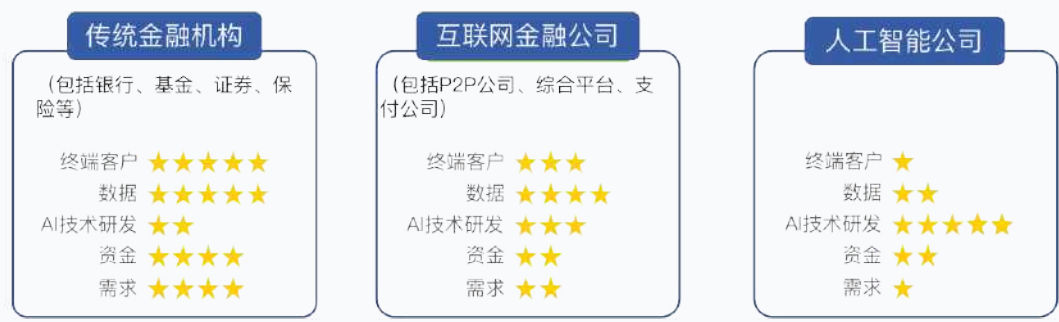 传统金融机构
（包括银行、基金、证券、保
险等）
终端客户 ★★★★★
数据 ★★★★★
AI技术研发 ★★
资金 ★★★★
需求 ★★★★
互联网金融公司
（包括P2P公司、综合平台、支
付公司）
终端客户 ★★★
数据 ★★★★
AI技术研发 ★★★
资金 ★★
需求 ★★
人工智能公司
终端客户 ★
数据 ★★
AI技术研发 ★★★★★
资金 ★★
需求 ★